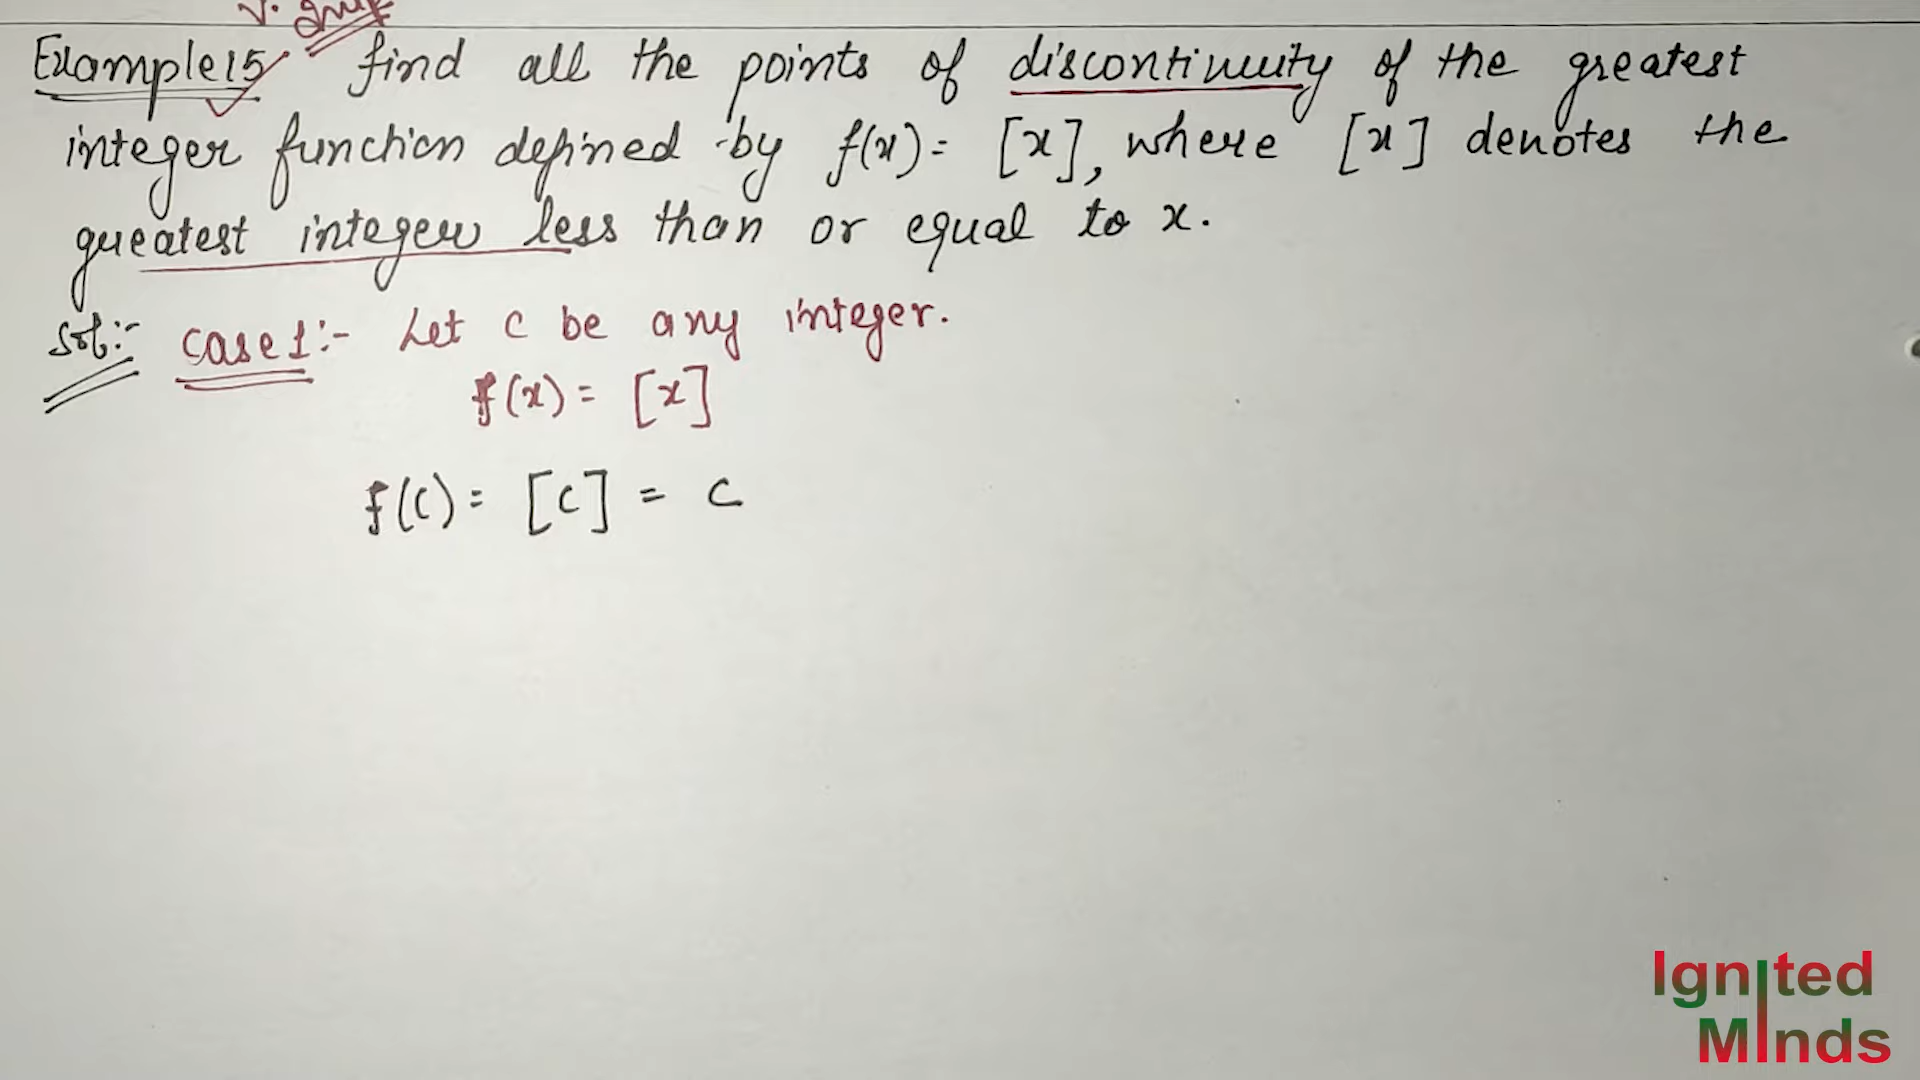 V. Imp
Example 15 find all the points of discontinuity of the greatest
integer function defined by f(x) = [x], where [x] denotes the
greatest integer less than or equal to x.
Sol:- Case 1:- Let c be any integer.
f(x) = [x]
f(c) = [c] = c
Ignited
Minds